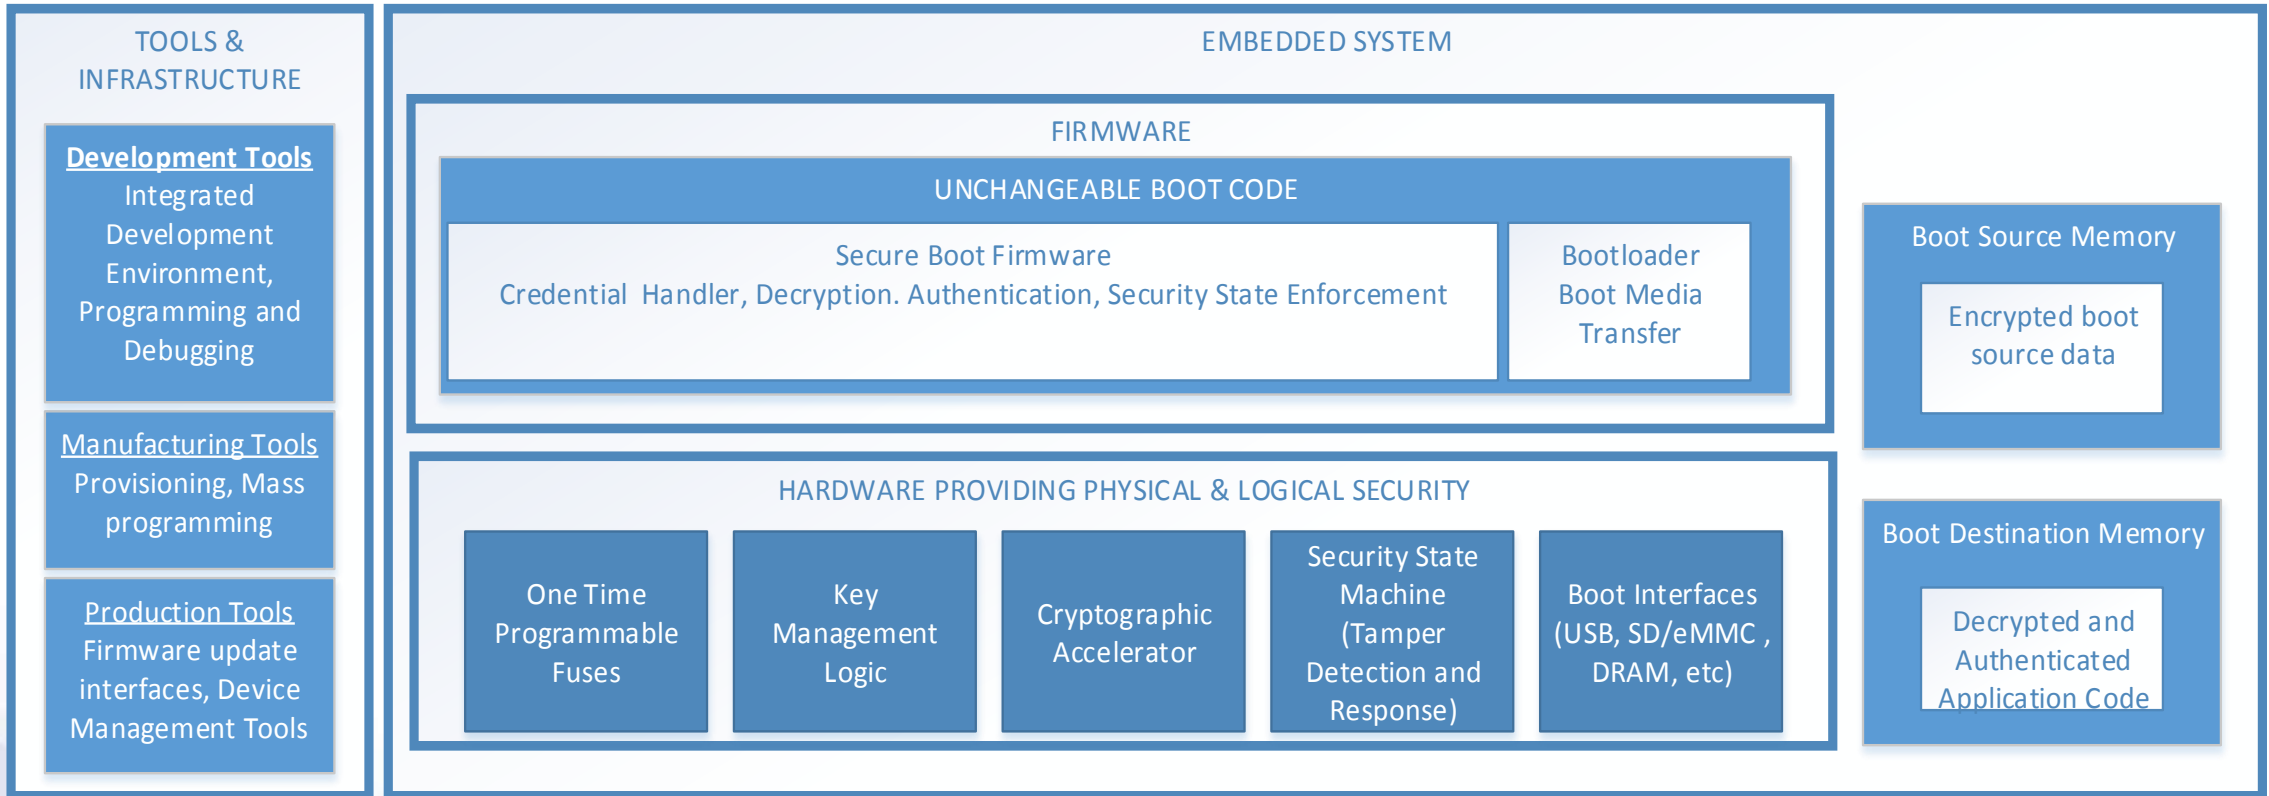 TOOLS &
INFRASTRUCTURE
Development Tools
Integrated
Development
Environment,
Programming and
Debugging
Manufacturing Tools
Provisioning, Mass
programming
Production Tools
Firmware update
interfaces, Device
Management Tools
EMBEDDED SYSTEM
FIRMWARE
UNCHANGEABLE BOOT CODE
Secure Boot Firmware
Credential Handler, Decryption. Authentication, Security State Enforcement
Bootloader
Boot Media
Transfer
HARDWARE PROVIDING PHYSICAL & LOGICAL SECURITY
One Time
Programmable
Fuses
Key
Management
Logic
Cryptographic
Accelerator
Security State
Machine
(Tamper
Detection and
Response)
Boot Interfaces
(USB, SD/eMMC ,
DRAM, etc)
Boot Source Memory
Encrypted boot
source data
Boot Destination Memory
Decrypted and
Authenticated
Application Code